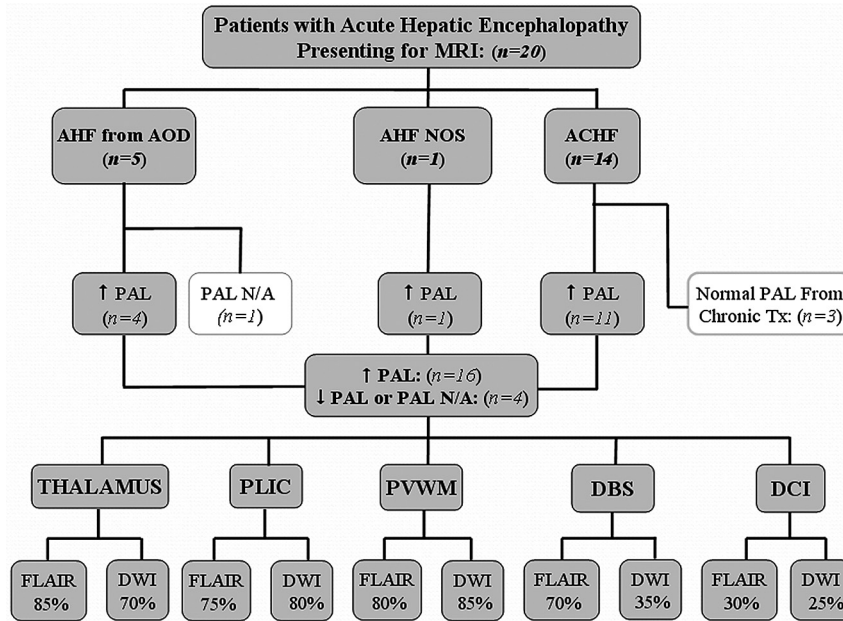 Patients with Acute Hepatic Encephalopathy
Presenting for MRI: (n=20)
AHF from AOD
(n=5)
AHF NOS
(n=1)
ACHF
(n=14)
↑ PAL
(n=4)
PAL N/A
(n=1)
↑ PAL
(n=1)
↑ PAL
(n=11)
Normal PAL From
Chronic Tx: (n=3)
↑ PAL: (n=16)
↓ PAL or PAL N/A: (n=4)
THALAMUS
PLIC
PVWM
DBS
DCI
FLAIR
85%
DWI
70%
FLAIR
75%
DWI
80%
FLAIR
80%
DWI
85%
FLAIR
70%
DWI
35%
FLAIR
30%
DWI
25%